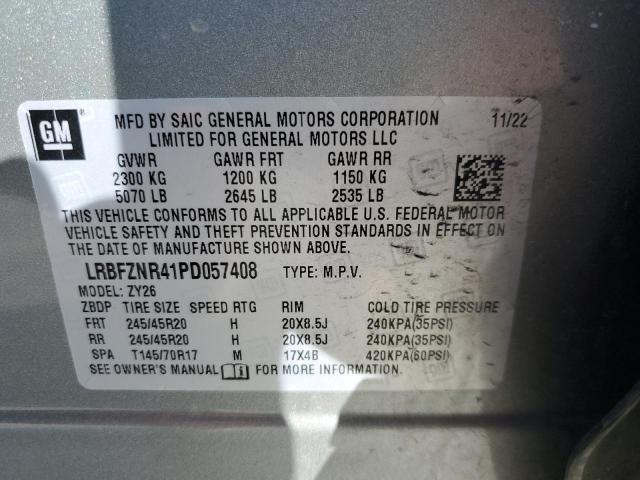 GM
MFD BY SAIC GENERAL MOTORS CORPORATION 11/22
LIMITED FOR GENERAL MOTORS LLC
GVWR GAWR FRT GAWR RR
2300 KG 1200 KG 1150 KG
5070 LB 2645 LB 2535 LB
THIS VEHICLE CONFORMS TO ALL APPLICABLE U.S. FEDERAL MOTOR
VEHICLE SAFETY AND THEFT PREVENTION STANDARDS IN EFFECT ON
THE DATE OF MANUFACTURE SHOWN ABOVE.
LRBFZNR41PD057408 TYPE: M.P.V.
MODEL: ZY26
ZBDP TIRE SIZE SPEED RTG RIM COLD TIRE PRESSURE
FRT 245/45R20 H 20X8.5J 240KPA(35PSI)
RR 245/45R20 H 20X8.5J 240KPA(35PSI)
SPA T145/70R17 M 17X4B 420KPA(60PSI)
SEE OWNER'S MANUAL FOR MORE INFORMATION.